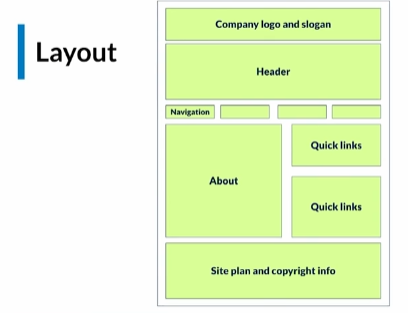 Layout
Company logo and slogan
Header
Navigation
About
Quick links
Quick links
Site plan and copyright info